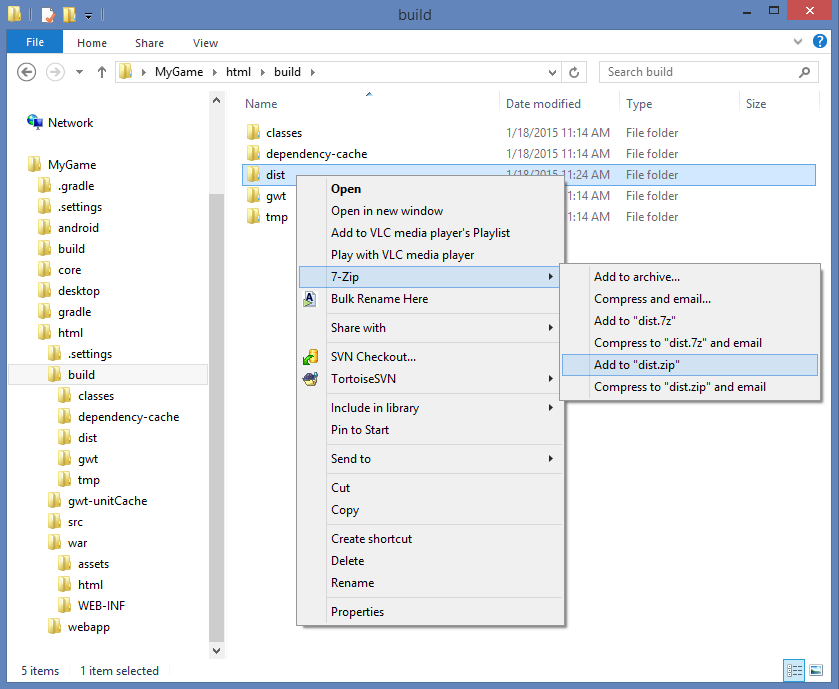 build
File Home Share View
MyGame html build
Search build
Name Date modified Type Size
Network
MyGame
.gradle
.settings
android
build
core
desktop
gradle
html
.settings
build
classes
dependency-cache
dist
gwt
tmp
gwt-unitCache
src
war
assets
html
WEB-INF
webapp
classes 1/18/2015 11:14 AM File folder
dependency-cache 1/18/2015 11:14 AM File folder
dist 1/18/2015 11:24 AM File folder
gwt 1:14 AM File folder
tmp 1:14 AM File folder
Open
Open in new window
Add to VLC media player's Playlist
Play with VLC media player
7-Zip
Bulk Rename Here
Share with
SVN Checkout...
TortoiseSVN
Include in library
Pin to Start
Send to
Cut
Copy
Create shortcut
Delete
Rename
Properties
Add to archive...
Compress and email...
Add to "dist.7z"
Compress to "dist.7z" and email
Add to "dist.zip"
Compress to "dist.zip" and email
5 items 1 item selected